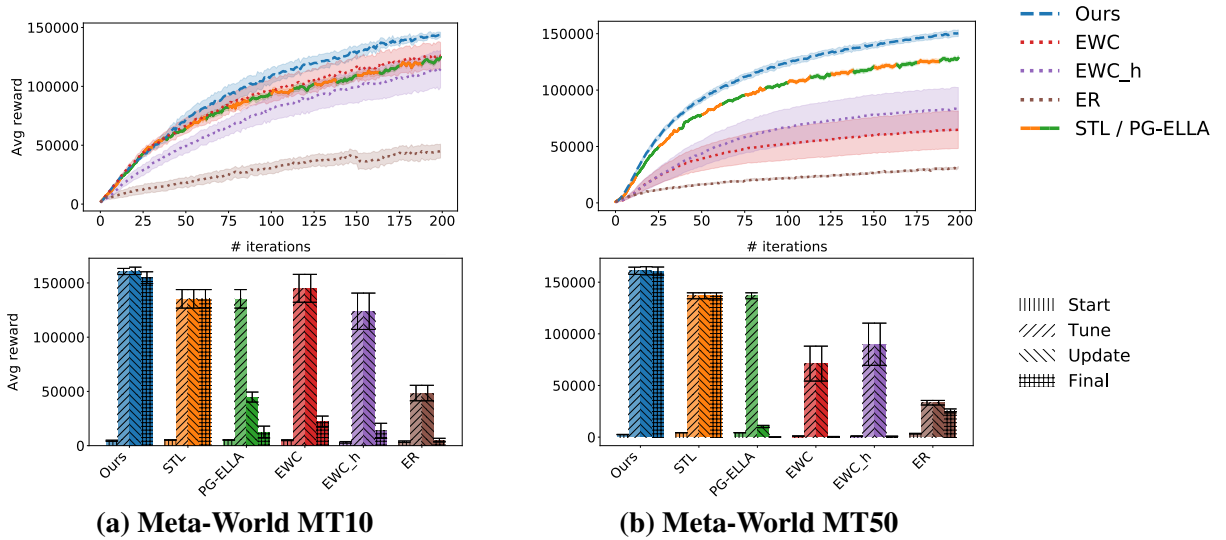 150000
100000
50000
0
Avg reward
0 25 50 75 100 125 150 175 200
# iterations
150000
100000
50000
0
0 25 50 75 100 125 150 175 200
# iterations
Ours
EWC
EWC_h
ER
STL / PG-ELLA
150000
100000
50000
0
Avg reward
Ours STL PG-ELLA EWC EWC_h ER
150000
100000
50000
0
Ours STL PG-ELLA EWC EWC_h ER
Start
Tune
Update
Final
(a) Meta-World MT10
(b) Meta-World MT50